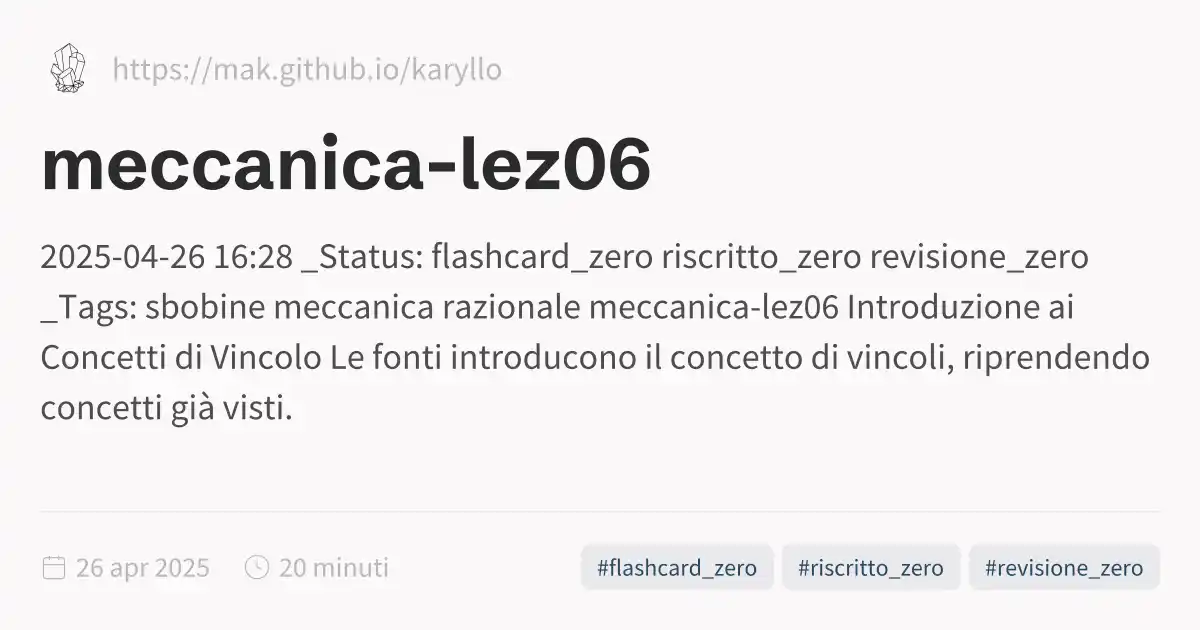 https://mak.github.io/karyllo
meccanica-lez06
2025-04-26 16:28 _Status: flashcard_zero riscritto_zero revisione_zero
_Tags: sbobine meccanica razionale meccanica-lez06 Introduzione ai
Concetti di Vincolo Le fonti introducono il concetto di vincoli, riprendendo
concetti già visti.
26 apr 2025 20 minuti #flashcard_zero #riscritto_zero #revisione_zero